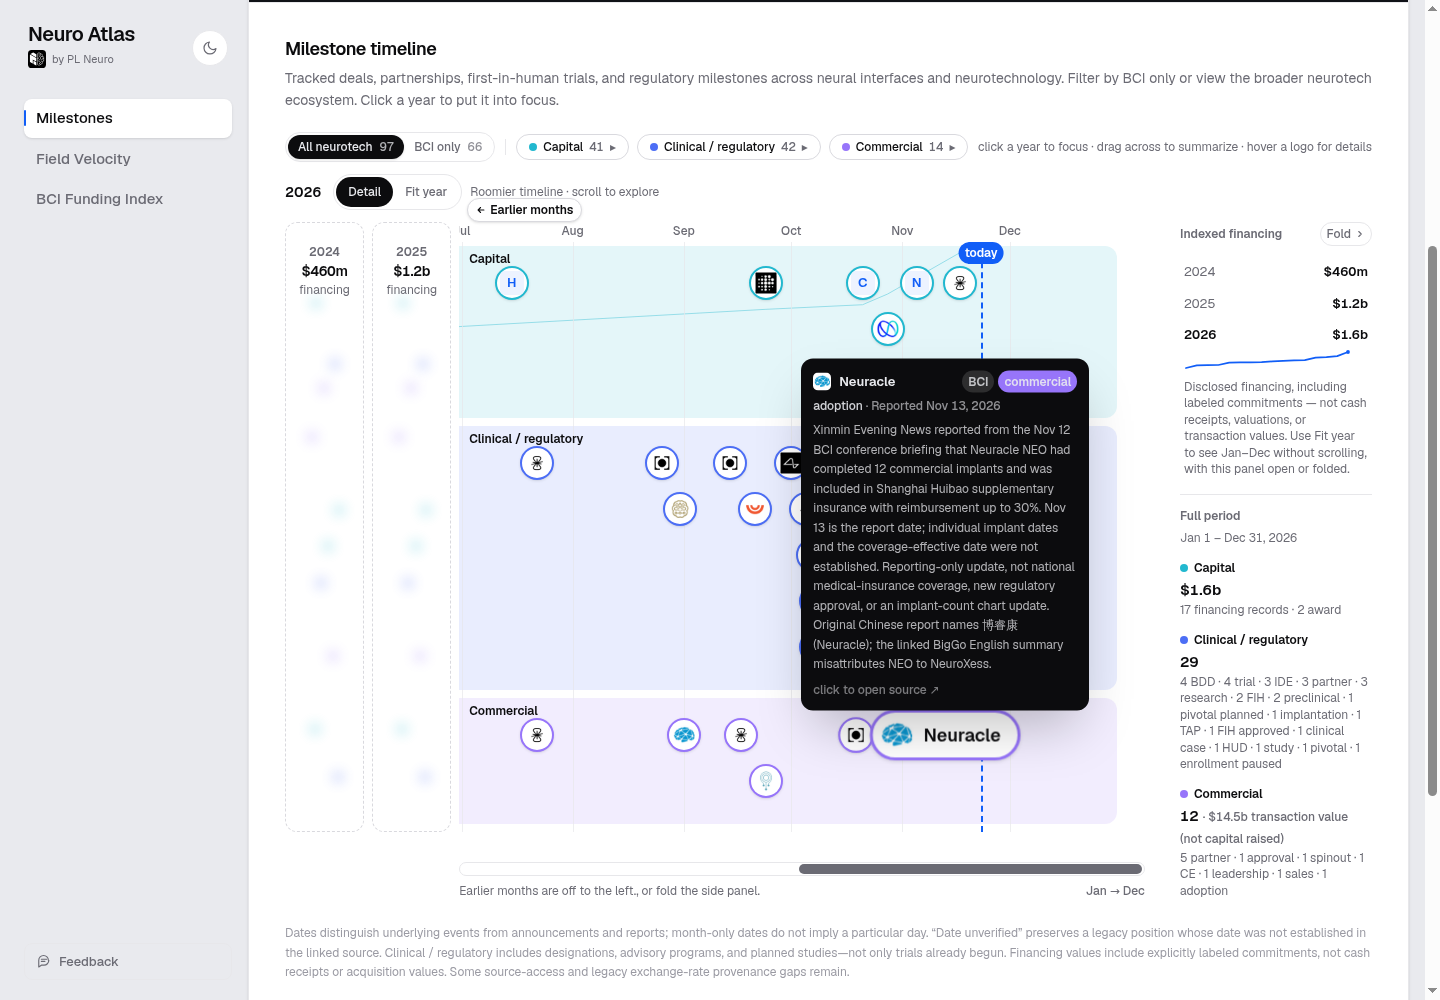 Neuro Atlas
by PL Neuro
Milestones
Field Velocity
BCI Funding Index
Feedback
Milestone timeline
Tracked deals, partnerships, first-in-human trials, and regulatory milestones across neural interfaces and neurotechnology. Filter by BCI only or view the broader neurotech
ecosystem. Click a year to put it into focus.
All neurotech 97 BCI only 66 Capital 41 ▸ Clinical / regulatory 42 ▸ Commercial 14 ▸ click a year to focus · drag across to summarize · hover a logo for details
2026 Detail Fit year Roomier timeline · scroll to explore
← Earlier months
ul Aug Sep Oct Nov Dec
today
2024
$460m
financing
2025
$1.2b
financing
Capital
H C N
Clinical / regulatory
Neuracle BCI commercial
adoption · Reported Nov 13, 2026
Xinmin Evening News reported from the Nov 12
BCI conference briefing that Neuracle NEO had
completed 12 commercial implants and was
included in Shanghai Huibao supplementary
insurance with reimbursement up to 30%. Nov
13 is the report date; individual implant dates
and the coverage-effective date were not
established. Reporting-only update, not national
medical-insurance coverage, new regulatory
approval, or an implant-count chart update.
Original Chinese report names 博睿康
(Neuracle); the linked BigGo English summary
misattributes NEO to NeuroXess.
click to open source ↗
Commercial
Neuracle
Earlier months are off to the left., or fold the side panel. Jan → Dec
Indexed financing Fold ›
2024 $460m
2025 $1.2b
2026 $1.6b
Disclosed financing, including
labeled commitments — not cash
receipts, valuations, or
transaction values. Use Fit year
to see Jan–Dec without scrolling,
with this panel open or folded.
Full period
Jan 1 – Dec 31, 2026
Capital
$1.6b
17 financing records · 2 award
Clinical / regulatory
29
4 BDD · 4 trial · 3 IDE · 3 partner · 3
research · 2 FIH · 2 preclinical · 1
pivotal planned · 1 implantation · 1
TAP · 1 FIH approved · 1 clinical
case · 1 HUD · 1 study · 1 pivotal · 1
enrollment paused
Commercial
12 · $14.5b transaction value
(not capital raised)
5 partner · 1 approval · 1 spinout · 1
CE · 1 leadership · 1 sales · 1
adoption
Dates distinguish underlying events from announcements and reports; month-only dates do not imply a particular day. “Date unverified” preserves a legacy position whose date was not established in
the linked source. Clinical / regulatory includes designations, advisory programs, and planned studies—not only trials already begun. Financing values include explicitly labeled commitments, not cash
receipts or acquisition values. Some source-access and legacy exchange-rate provenance gaps remain.